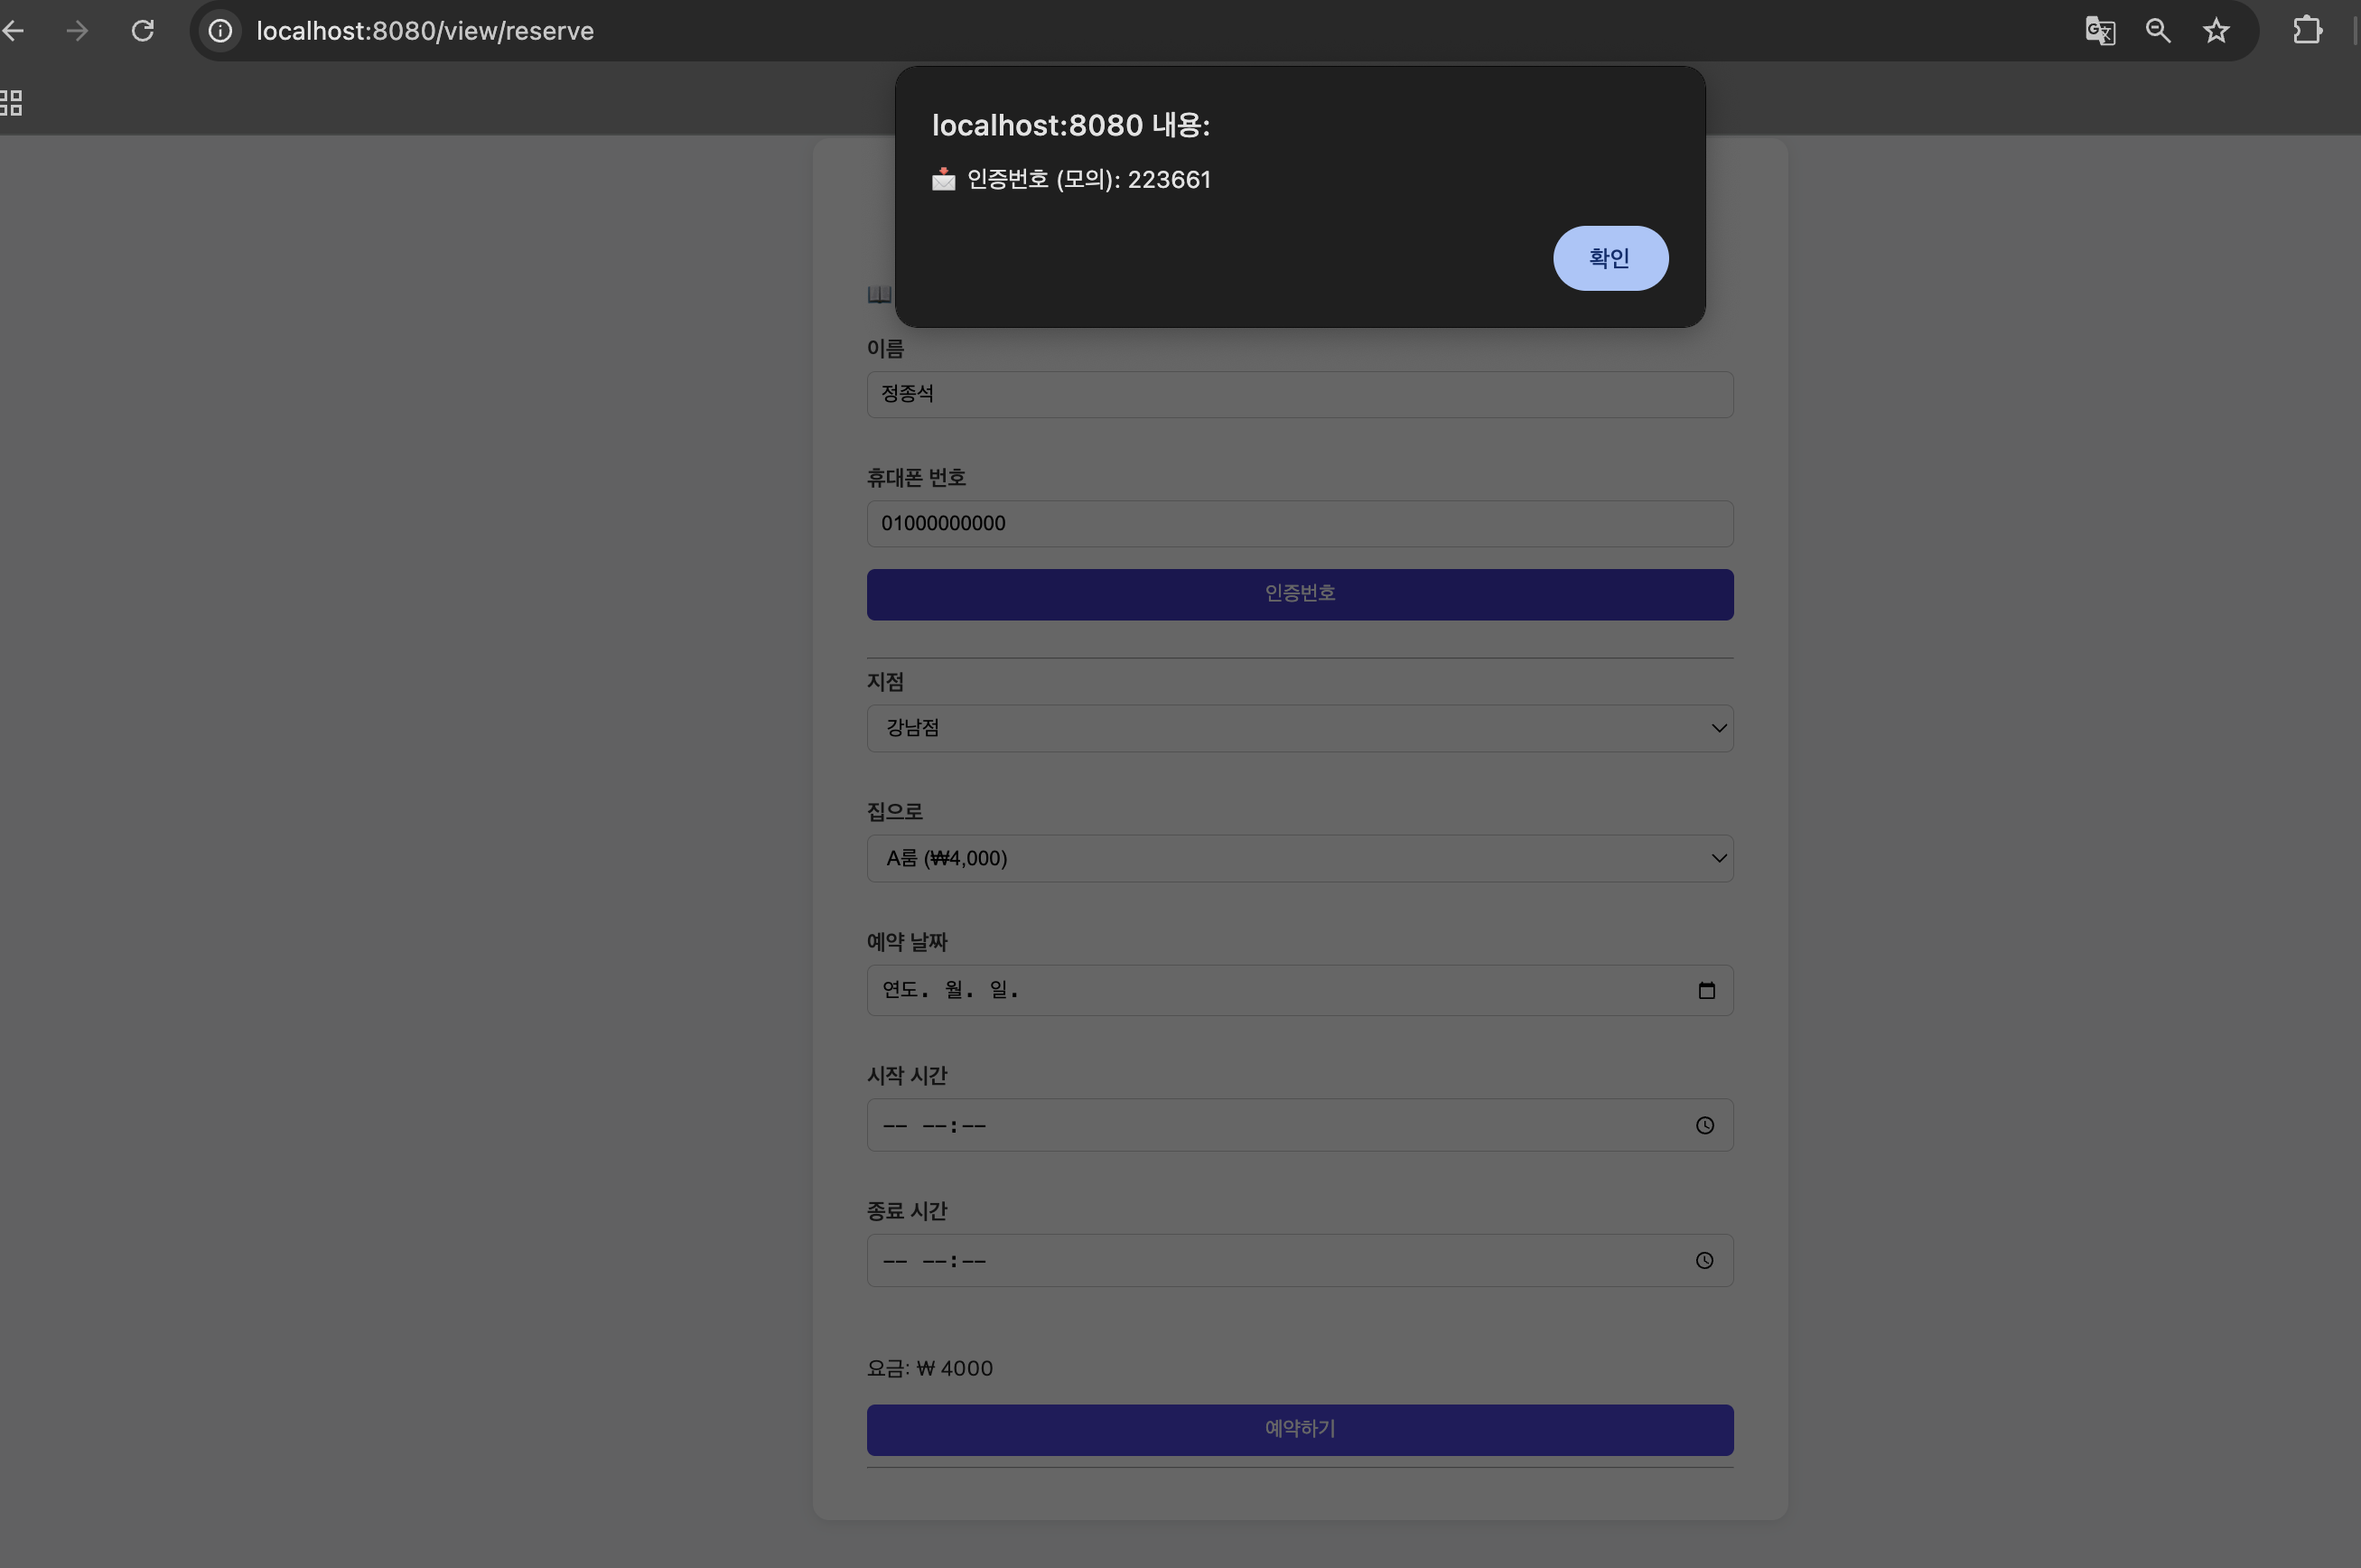 localhost:8080/view/reserve
localhost:8080 내용:
📩 인증번호 (모의): 223661
확인
이름
정종석
휴대폰 번호
01000000000
인증번호
지점
강남점
집으로
A룸 (₩4,000)
예약 날짜
연도. 월. 일.
시작 시간
-- --:--
종료 시간
-- --:--
요금: ₩ 4000
예약하기